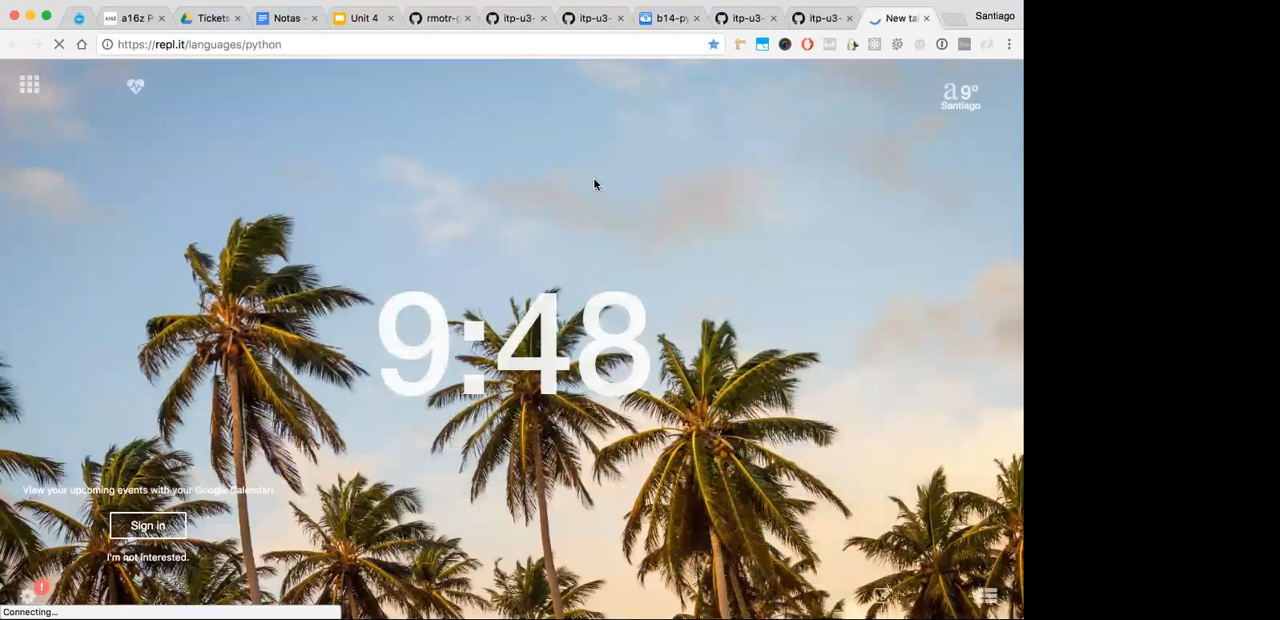 a16z P
Tickets
Notas -
Unit 4
rmotr-
itp-u3-
itp-u3-
b14-p
itp-u3-
itp-u3-
New ta
Santiago
https://repl.it/languages/python
a 9°
Santiago
9:48
View your upcoming events with your Google Calendar!
Sign in
I'm not interested.
Connecting...